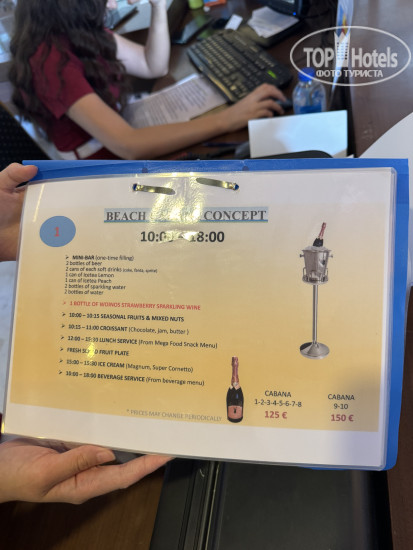 TOPHotels
ФОТО ТУРИСТА
BEACH CONCEPT
10:00 - 18:00
1
➤ MINI-BAR (one-time filling)
2 bottles of beer
2 cans of each soft drinks (coke, fanta, sprite)
1 can of Icetea Lemon
1 can of Icetea Peach
2 bottles of sparkling water
2 bottles of water
➤ 1 BOTTLE OF STRAWBERRY SPARKLING WINE
➤ 10:00 – 10:15 SEASONAL FRUITS & MIXED NUTS
➤ 10:15 – 11:00 CROISSANT (Chocolate, jam, butter )
➤ 12:00 – 15:30 LUNCH SERVICE (From Mega Food Snack Menu)
➤ FRESH FRUIT PLATE
➤ 15:00 – 15:30 ICE CREAM (Magnum, Super Cornetto)
➤ 10:00 – 18:00 BEVERAGE SERVICE (From beverage menu)
CABANA
1-2-3-4-5-6-7-8
125 €
CABANA
9-10
150 €
* PRICES MAY CHANGE PERIODICALLY